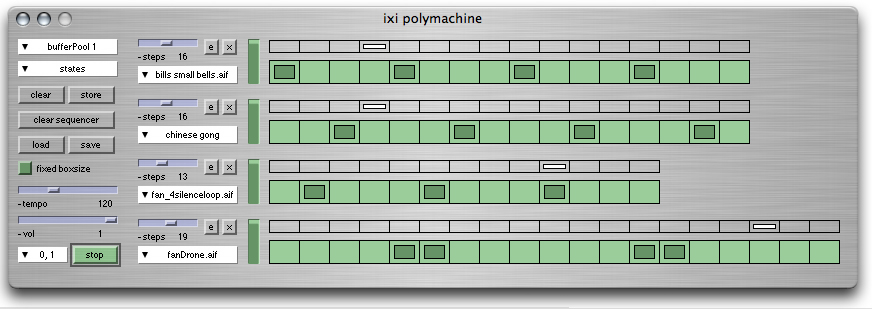 ixi polymachine
▼ bufferPool 1
▼ states
clear store
clear sequencer
load save
fixed boxsize
- tempo 120
- vol 1
▼ 0, 1 stop
- steps 16 e x
▼ bills small bells.aif
- steps 16 e x
▼ chinese gong
- steps 13 e x
▼ fan_4silenceloop.aif
- steps 19 e x
▼ fanDrone.aif